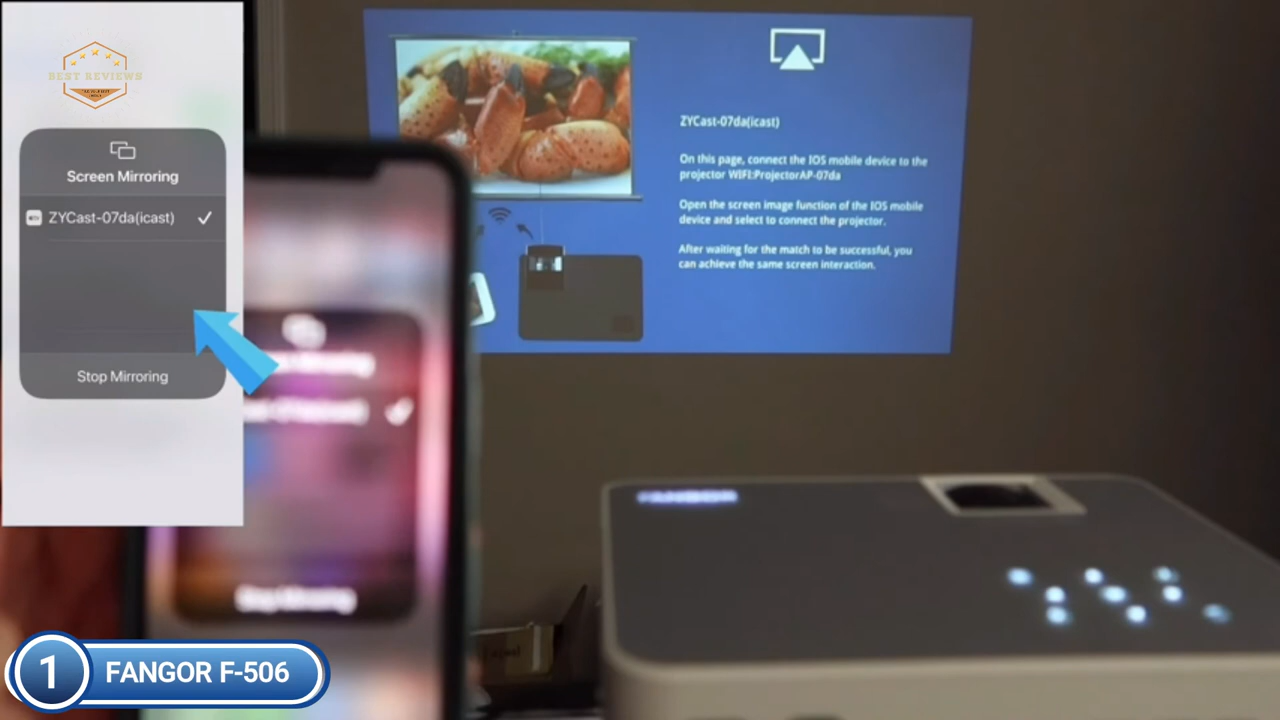 BEST REVIEWS
Screen Mirroring
ZYCast-07da(icast)
Stop Mirroring
ZYCast-07da(icast)
On this page, connect the IOS mobile device to the
projector WIFI:ProjectorAP-07da
Open the screen image function of the IOS mobile
device and select to connect the projector.
After waiting for the match to be successful, you
can achieve the same screen interaction.
FANGOR
Stop Mirroring
1 FANGOR F-506